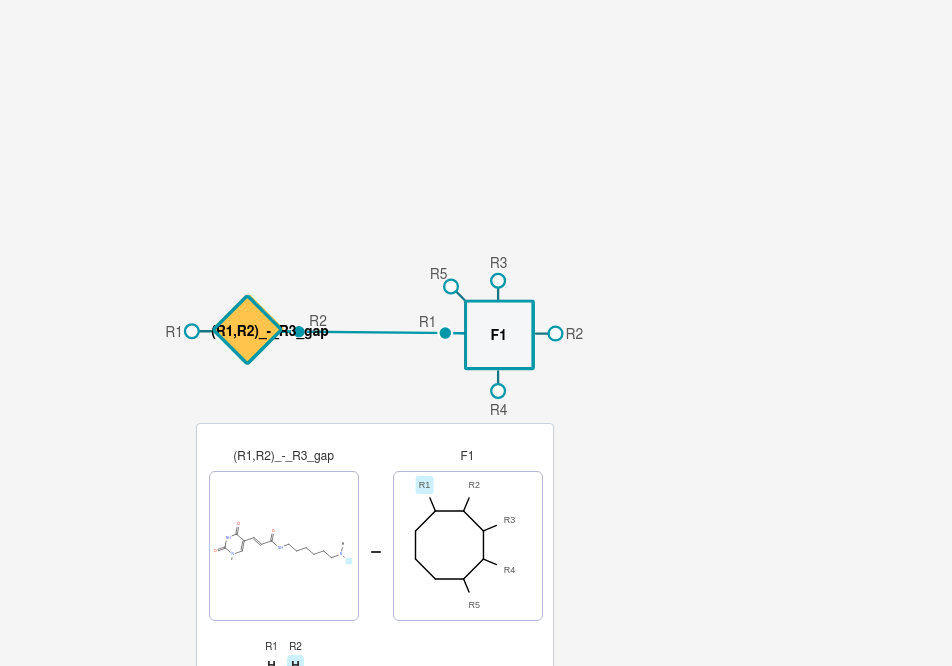 R3
R5
R1 (R1,R2)_-_R3_gap R2 R1 F1 R2
R4
(R1,R2)_-_R3_gap F1
R1 R2
R3
R4
R5
R1 R2
H H